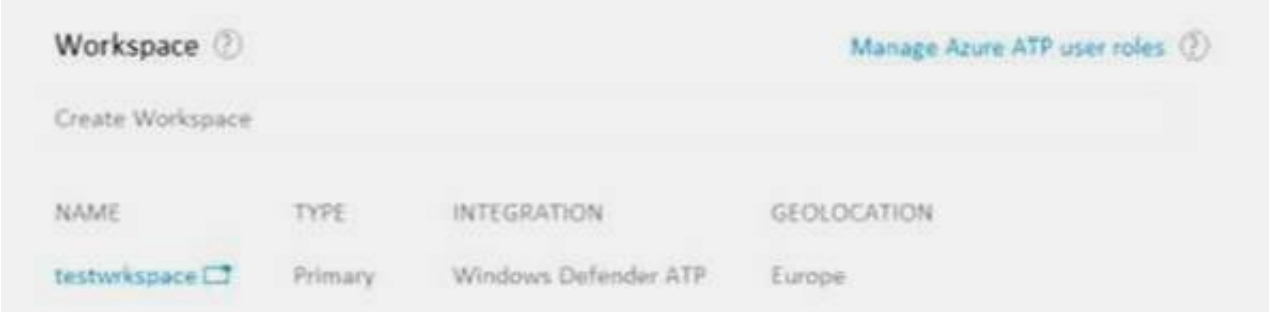 Workspace ?
Manage Azure ATP user roles ?
Create Workspace
NAME TYPE INTEGRATION GEOLOCATION
testwrkspace Primary Windows Defender ATP Europe